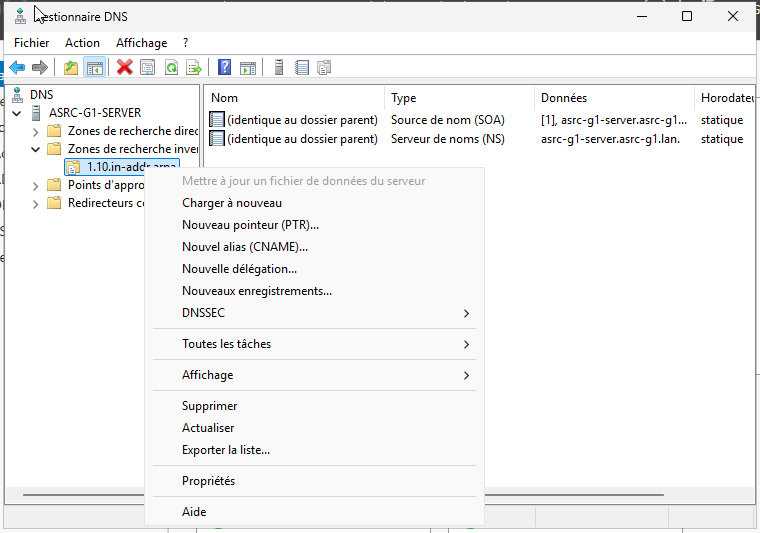 estionnaire DNS
Fichier Action Affichage ?
DNS
ASRC-G1-SERVER
Zones de recherche direc
Zones de recherche inver
1.10.in-addr.arpa
Points d'appro
Redirecteurs co
Nom Type Données Horodateu
(identique au dossier parent) Source de nom (SOA) [1], asrc-g1-server.asrc-g1... statique
(identique au dossier parent) Serveur de noms (NS) asrc-g1-server.asrc-g1.lan. statique
Mettre à jour un fichier de données du serveur
Charger à nouveau
Nouveau pointeur (PTR)...
Nouvel alias (CNAME)...
Nouvelle délégation...
Nouveaux enregistrements...
DNSSEC
Toutes les tâches
Affichage
Supprimer
Actualiser
Exporter la liste...
Propriétés
Aide